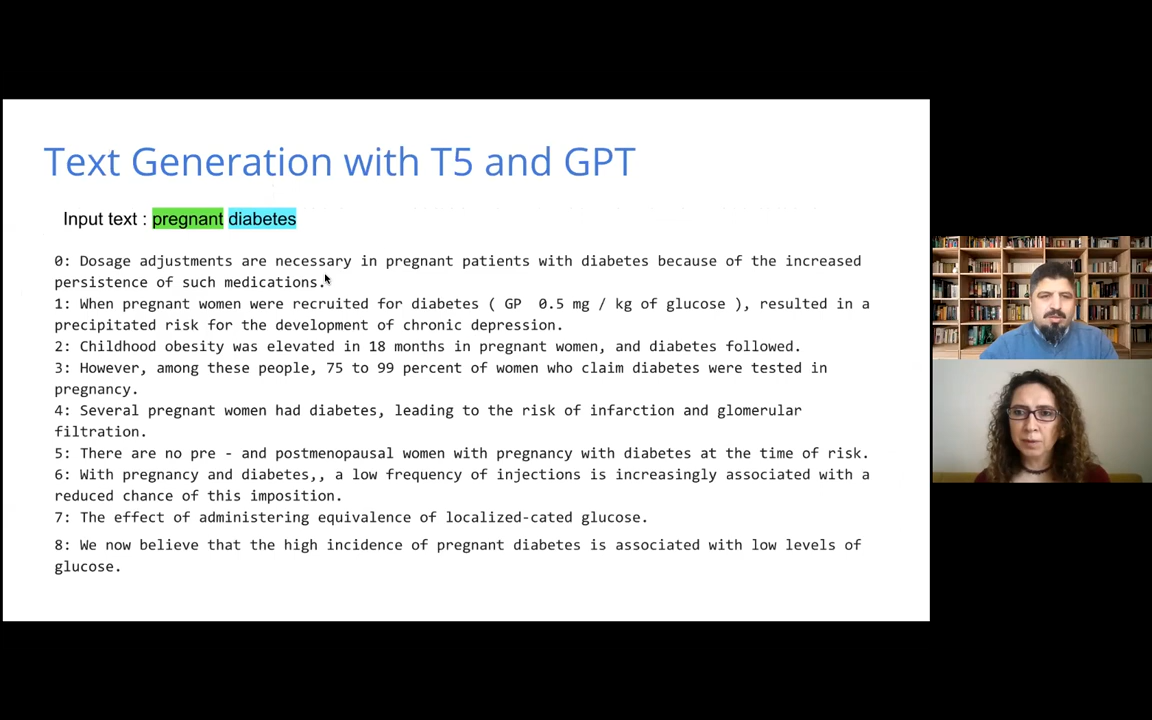 Text Generation with T5 and GPT
Input text : pregnant diabetes
0: Dosage adjustments are necessary in pregnant patients with diabetes because of the increased
persistence of such medications.
1: When pregnant women were recruited for diabetes ( GP 0.5 mg / kg of glucose ), resulted in a
precipitated risk for the development of chronic depression.
2: Childhood obesity was elevated in 18 months in pregnant women, and diabetes followed.
3: However, among these people, 75 to 99 percent of women who claim diabetes were tested in
pregnancy.
4: Several pregnant women had diabetes, leading to the risk of infarction and glomerular
filtration.
5: There are no pre - and postmenopausal women with pregnancy with diabetes at the time of risk.
6: With pregnancy and diabetes,, a low frequency of injections is increasingly associated with a
reduced chance of this imposition.
7: The effect of administering equivalence of localized-cated glucose.
8: We now believe that the high incidence of pregnant diabetes is associated with low levels of
glucose.